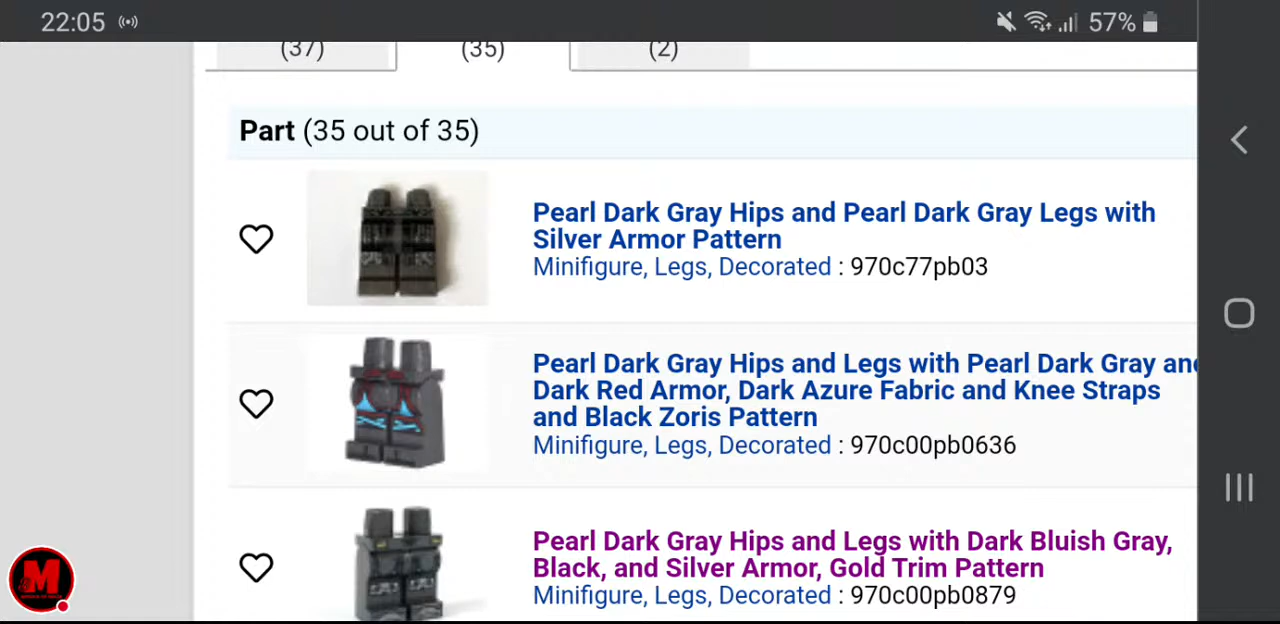 22:05
57%
(37)
(35)
(2)
Part (35 out of 35)
Pearl Dark Gray Hips and Pearl Dark Gray Legs with
Silver Armor Pattern
Minifigure, Legs, Decorated : 970c77pb03
Pearl Dark Gray Hips and Legs with Pearl Dark Gray and
Dark Red Armor, Dark Azure Fabric and Knee Straps
and Black Zoris Pattern
Minifigure, Legs, Decorated : 970c00pb0636
Pearl Dark Gray Hips and Legs with Dark Bluish Gray,
Black, and Silver Armor, Gold Trim Pattern
Minifigure, Legs, Decorated : 970c00pb0879
M